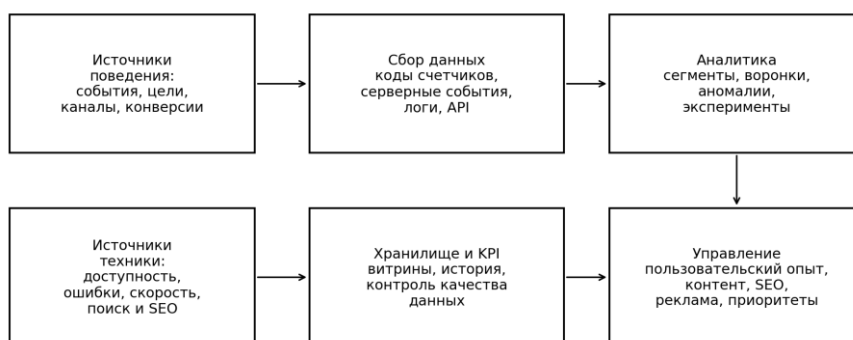 Источники
поведения:
события, цели,
каналы, конверсии
Сбор данных
коды счетчиков,
серверные события,
логи, API
Аналитика
сегменты, воронки,
аномалии,
эксперименты
Источники
техники:
доступность,
ошибки, скорость,
поиск и SEO
Хранилище и KPI
витрины, история,
контроль качества
данных
Управление
пользовательский опыт,
контент, SEO,
реклама, приоритеты